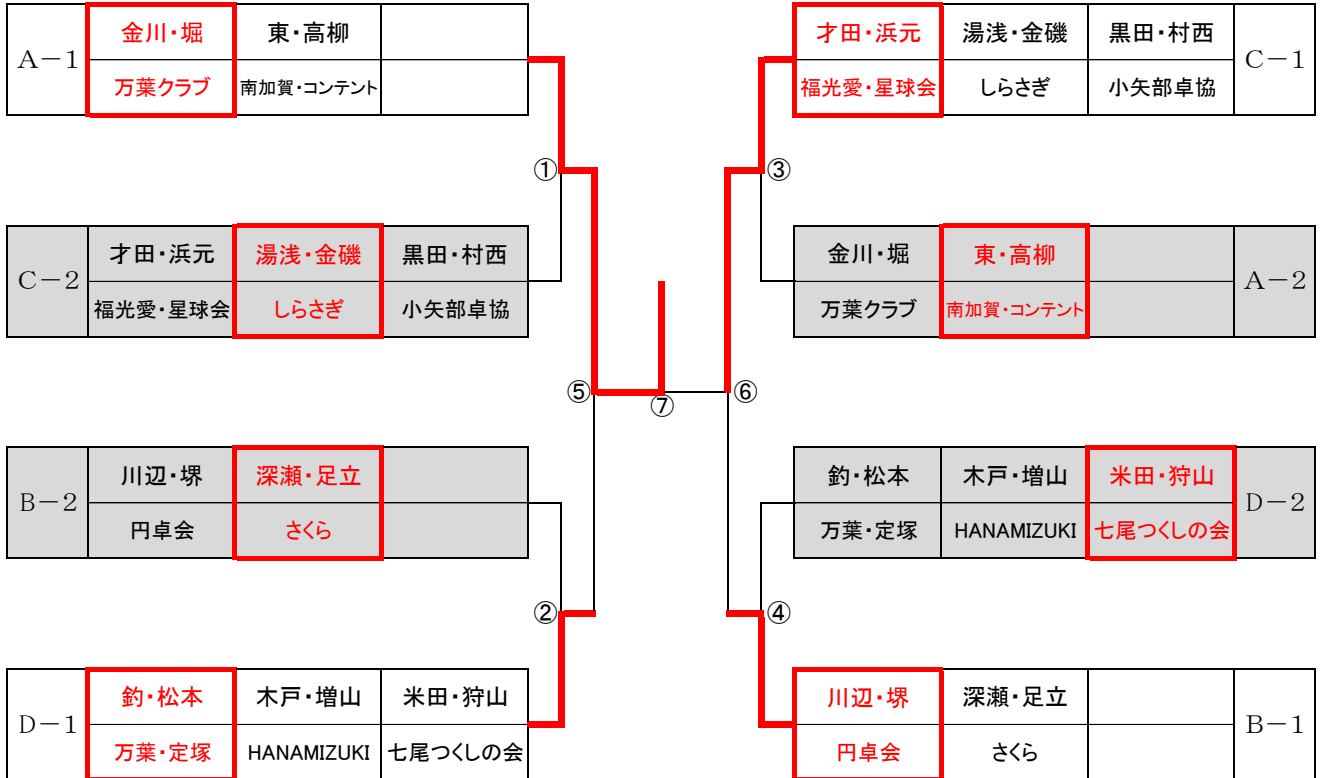 A－1 金川・堀 東・高柳
万葉クラブ 南加賀・コンテント
才田・浜元 湯浅・金磯 黒田・村西 C－1
福光愛・星球会 しらさぎ 小矢部卓協
①
③
C－2 才田・浜元 湯浅・金磯 黒田・村西
福光愛・星球会 しらさぎ 小矢部卓協
金川・堀 東・高柳 A－2
万葉クラブ 南加賀・コンテント
⑤
⑦
⑥
B－2 川辺・堺 深瀬・足立
円卓会 さくら
釣・松本 木戸・増山 米田・狩山 D－2
万葉・定塚 HANAMIZUKI 七尾つくしの会
②
④
D－1 釣・松本 木戸・増山 米田・狩山
万葉・定塚 HANAMIZUKI 七尾つくしの会
川辺・堺 深瀬・足立 B－1
円卓会 さくら